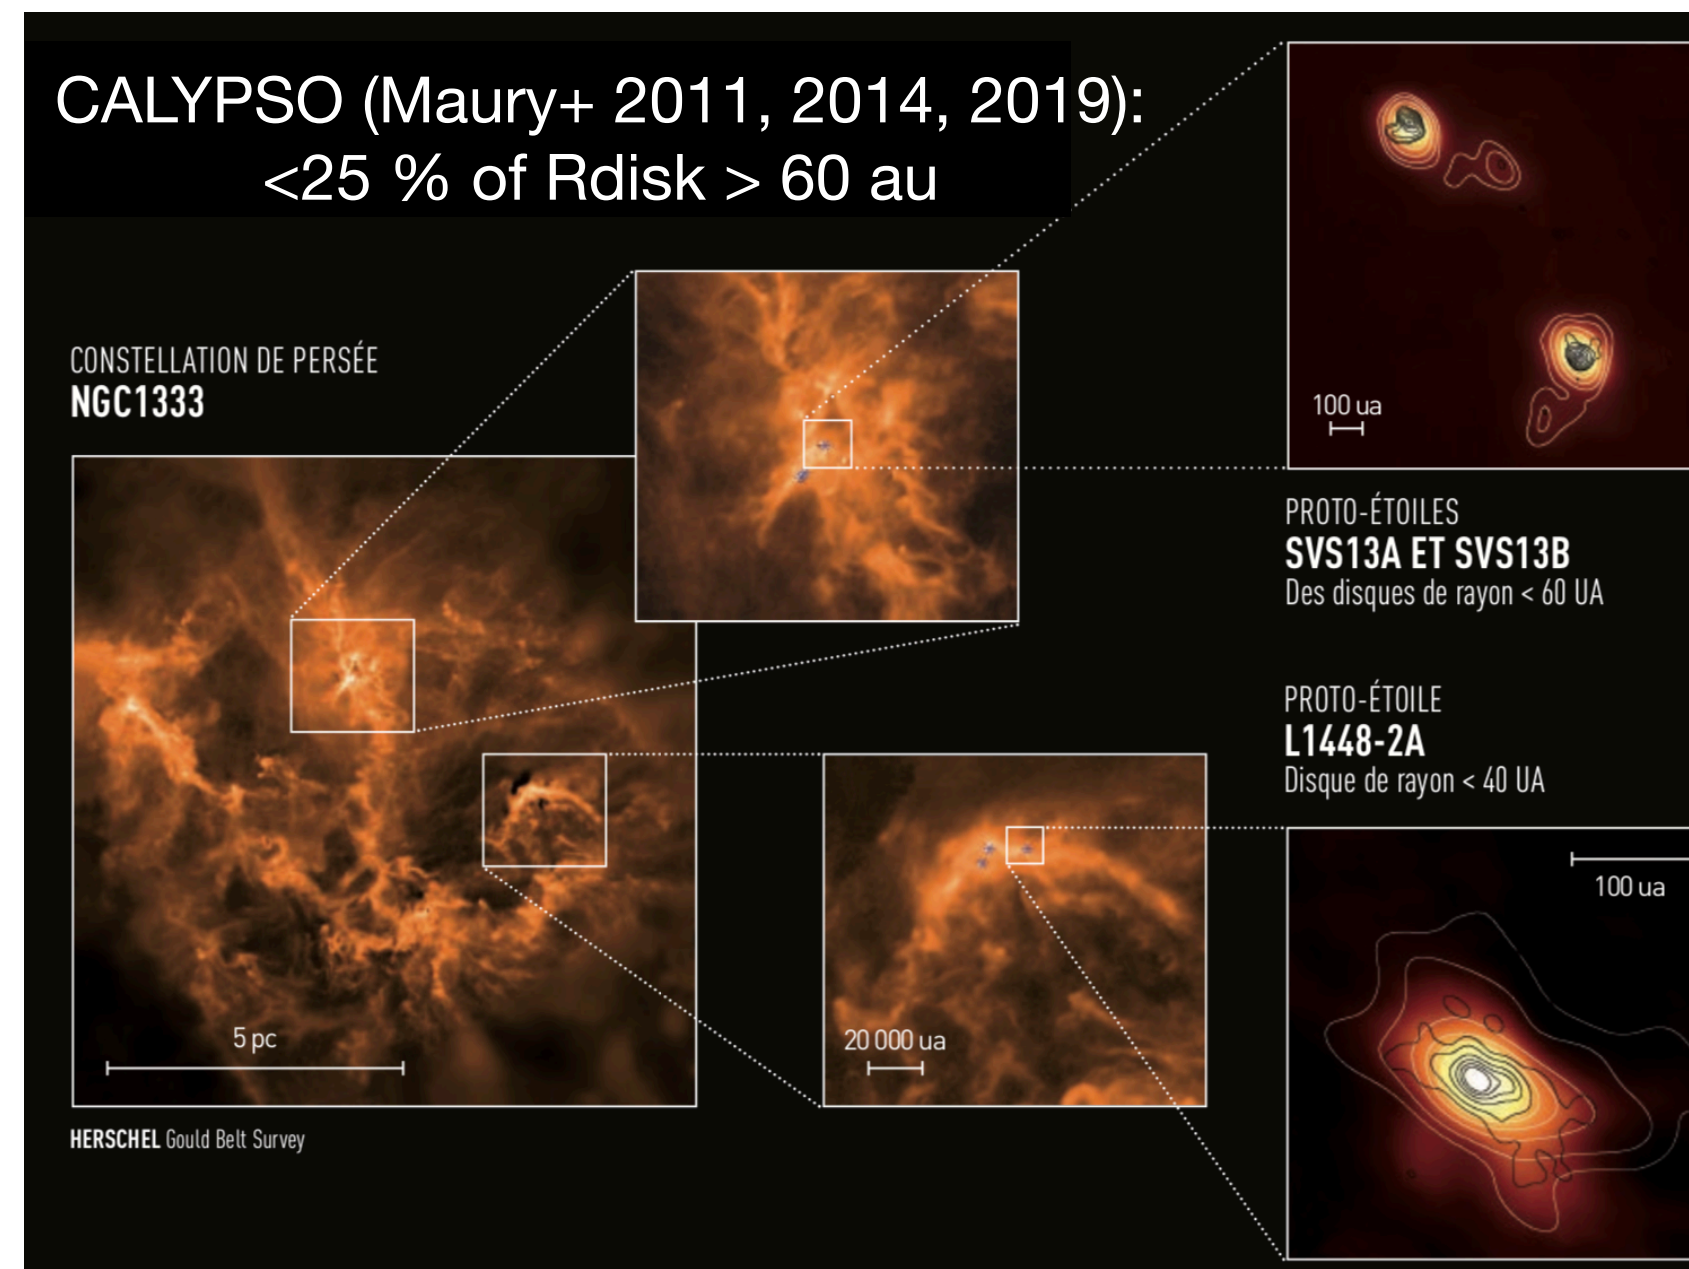 CALYPSO (Maury+ 2011, 2014, 2019):
<25 % of Rdisk > 60 au
CONSTELLATION DE PERSÉE
NGC1333
100 ua
PROTO-ÉTOILES
SVS13A ET SVS13B
Des disques de rayon < 60 UA
PROTO-ÉTOILE
L1448-2A
Disque de rayon < 40 UA
100 ua
5 pc
20 000 ua
HERSCHEL Gould Belt Survey